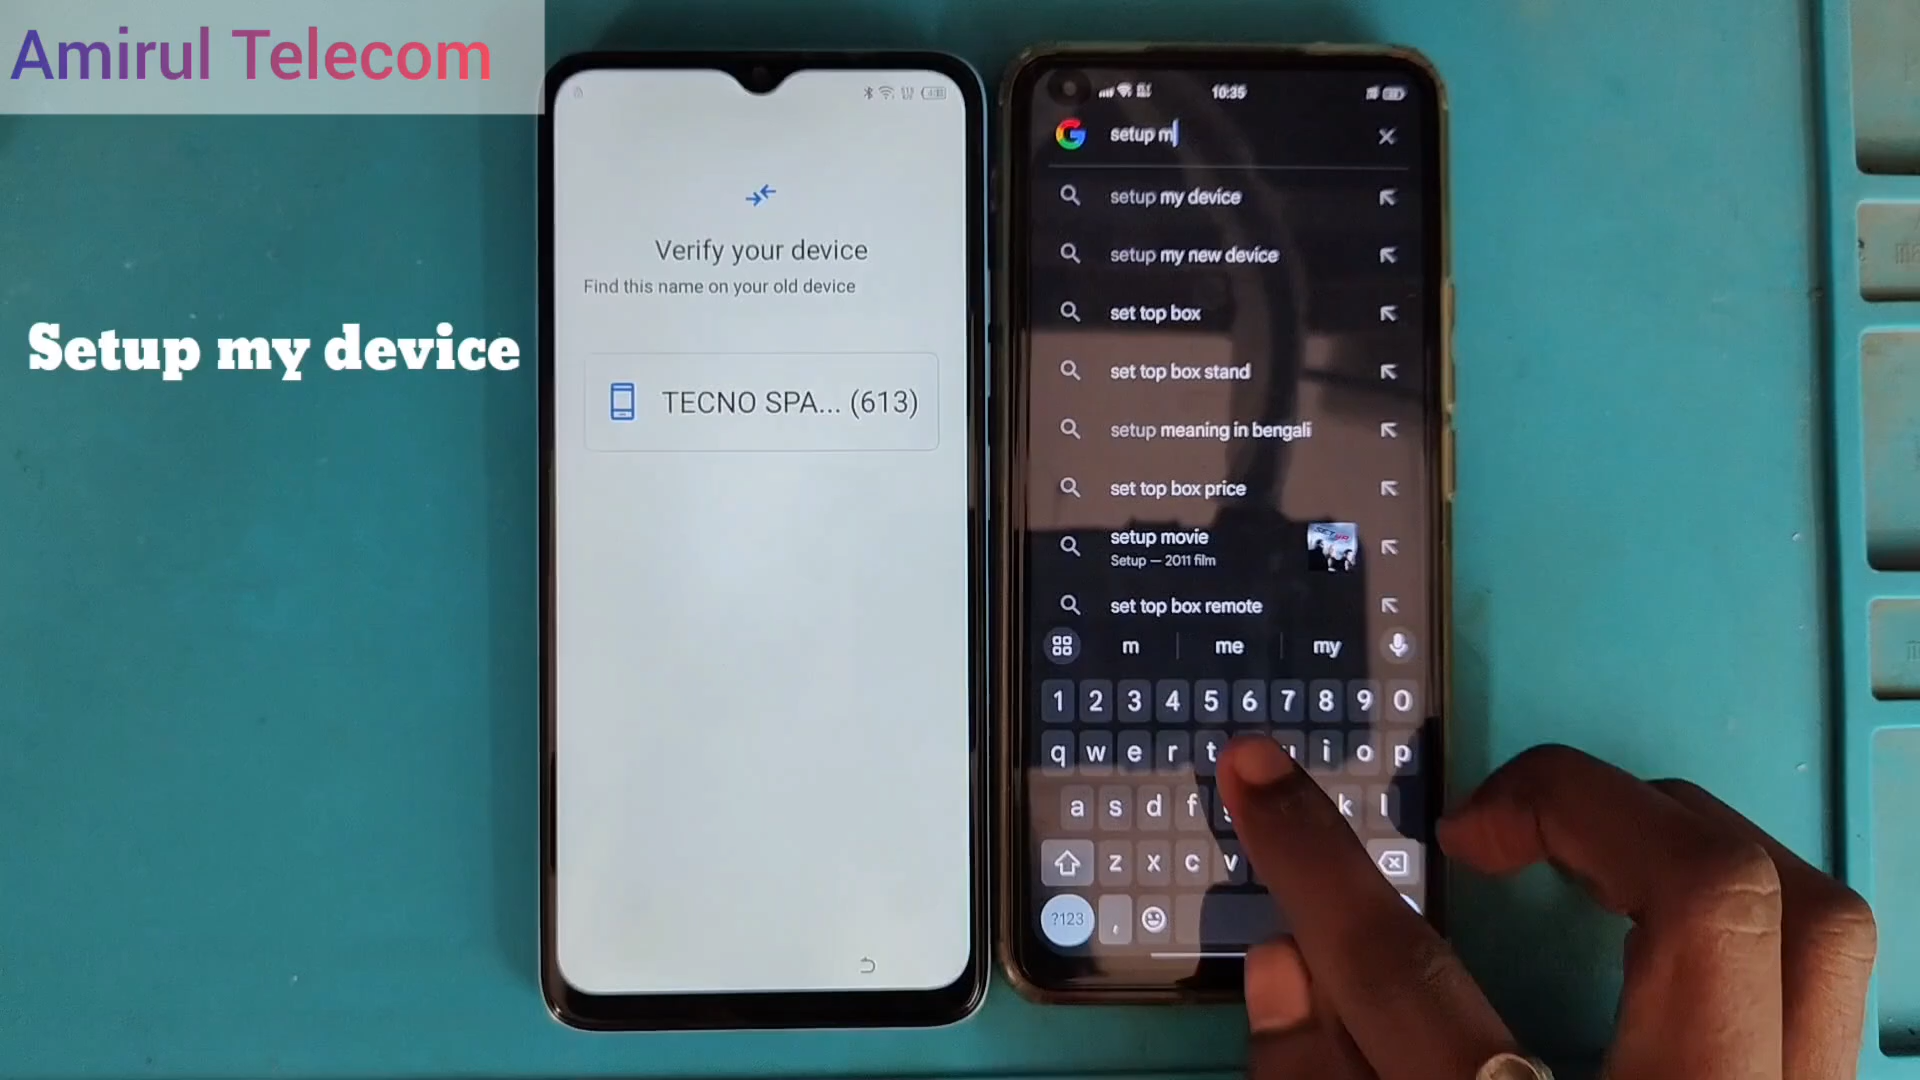 Amirul Telecom
Setup my device
Verify your device
Find this name on your old device
TECNO SPA... (613)
10:35
setup m
setup my device
setup my new device
set top box
set top box stand
setup meaning in bengali
set top box price
setup movie
Setup — 2011 film
set top box remote
m me my
1 2 3 4 5 6 7 8 9 0
q w e r t i o p
a s d f k l
z x c v
?123 ,